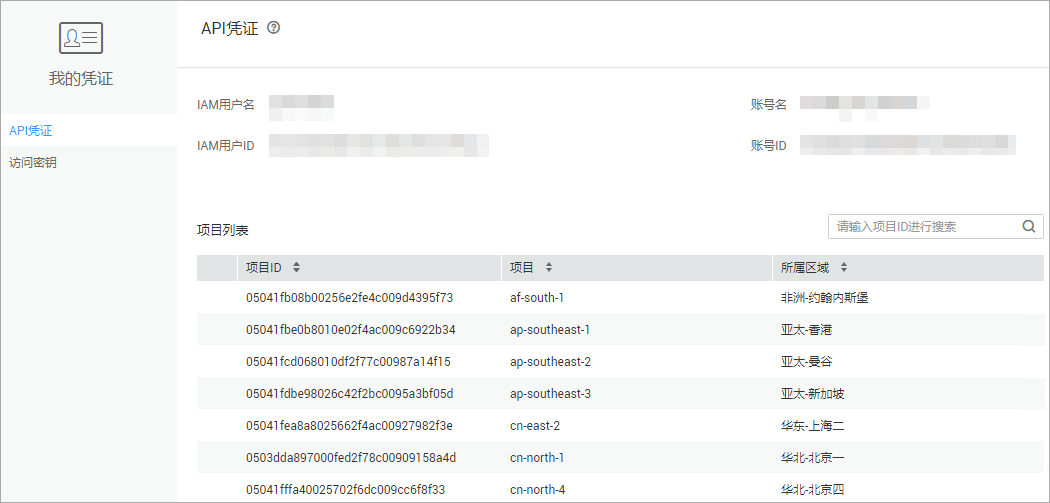 我的凭证
API凭证
访问密钥
API凭证
IAM用户名
账号名
IAM用户ID
账号ID
项目列表
请输入项目ID进行搜索
项目ID 项目 所属区域
05041fb08b00256e2fe4c009d4395f73 af-south-1 非洲-约翰内斯堡
05041fbe0b8010e02f4ac009c6922b34 ap-southeast-1 亚太-香港
05041fcd068010df2f77c00987a14f15 ap-southeast-2 亚太-曼谷
05041fdbe98026c42f2bc0095a3bf05d ap-southeast-3 亚太-新加坡
05041fea8a8025662f4ac00927982f3e cn-east-2 华东-上海二
0503dda897000fed2f78c00909158a4d cn-north-1 华北-北京一
05041fffa40025702f6dc009cc6f8f33 cn-north-4 华北-北京四